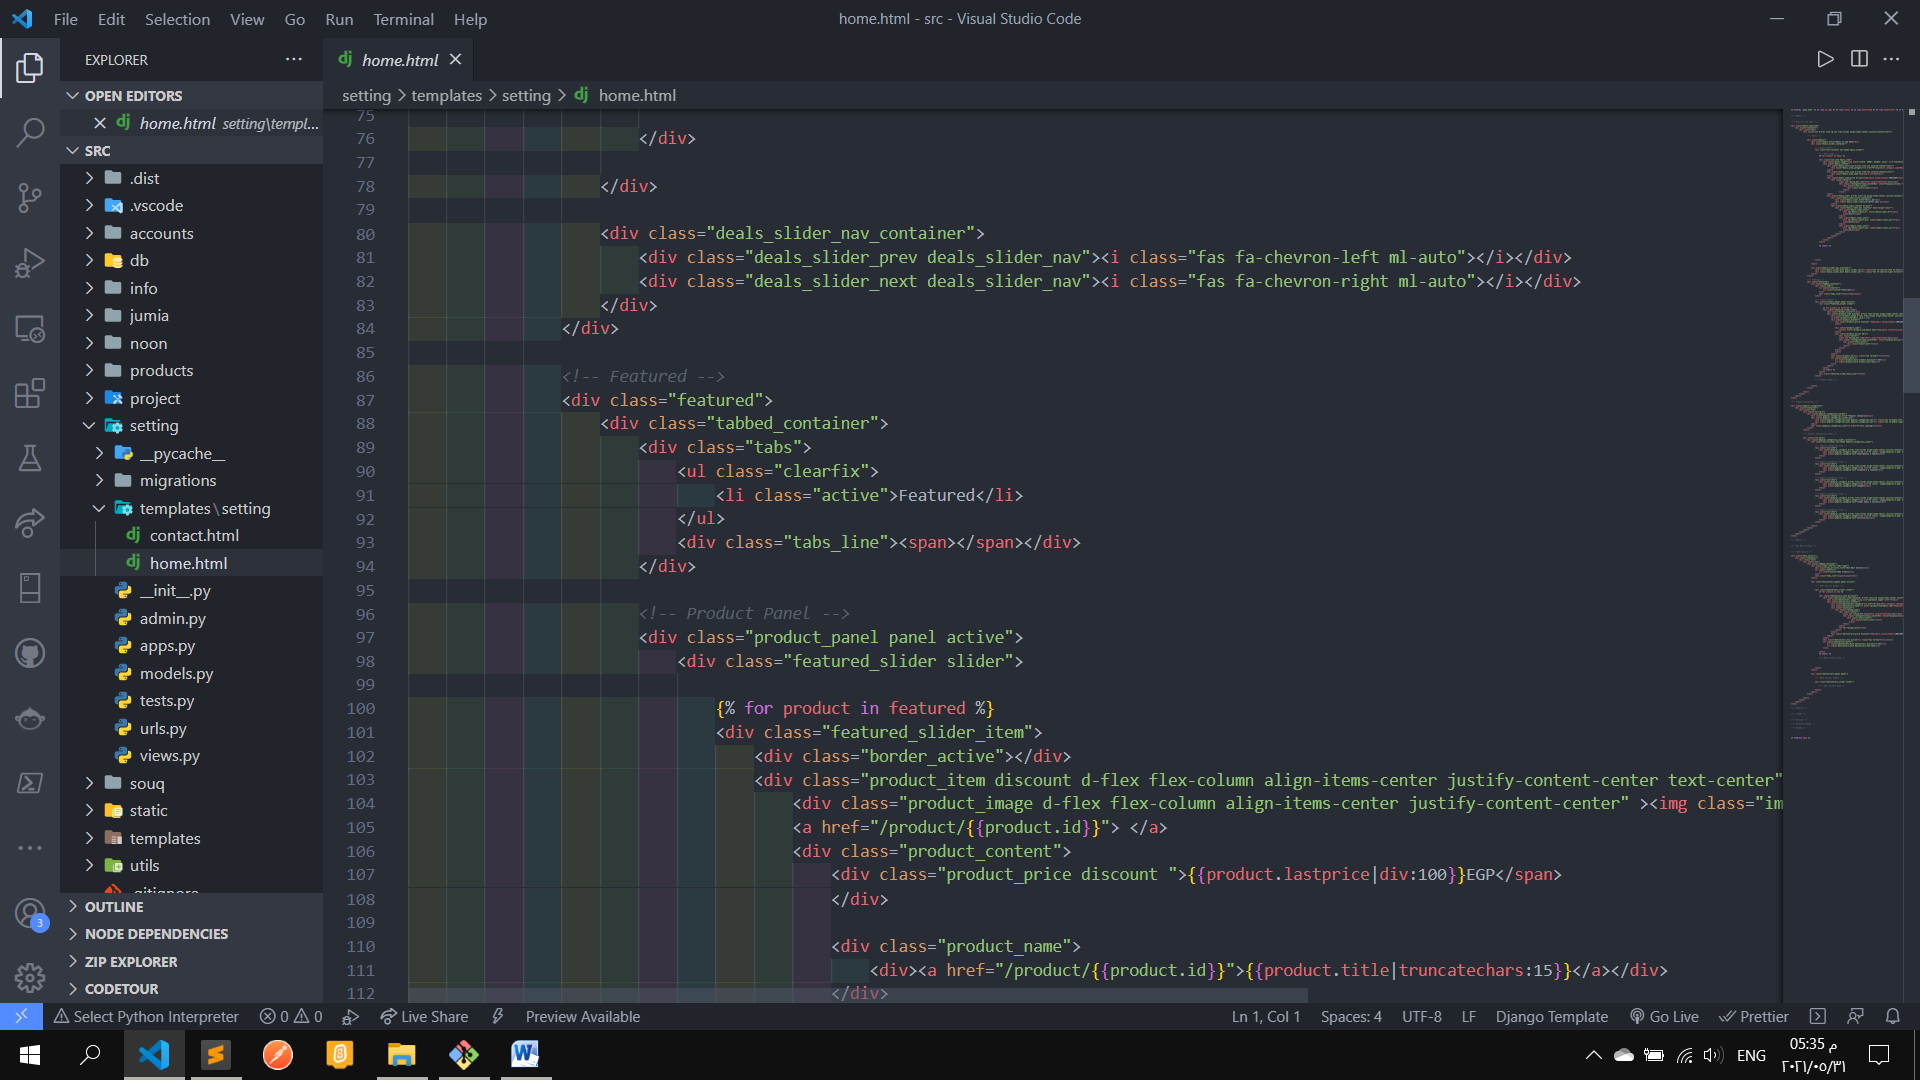 File Edit Selection View Go Run Terminal Help
home.html - src - Visual Studio Code
EXPLORER
OPEN EDITORS
home.html setting\templ...
SRC
.dist
.vscode
accounts
db
info
jumia
noon
products
project
setting
__pycache__
migrations
templates\setting
contact.html
home.html
__init__.py
admin.py
apps.py
models.py
tests.py
urls.py
views.py
souq
static
templates
utils
.gitignore
OUTLINE
NODE DEPENDENCIES
ZIP EXPLORER
CODETOUR
3
home.html
setting > templates > setting > home.html
75
76 </div>
77
78 </div>
79
80 <div class="deals_slider_nav_container">
81 <div class="deals_slider_prev deals_slider_nav"><i class="fas fa-chevron-left ml-auto"></i></div>
82 <div class="deals_slider_next deals_slider_nav"><i class="fas fa-chevron-right ml-auto"></i></div>
83 </div>
84 </div>
85
86 <!-- Featured -->
87 <div class="featured">
88 <div class="tabbed_container">
89 <div class="tabs">
90 <ul class="clearfix">
91 <li class="active">Featured</li>
92 </ul>
93 <div class="tabs_line"><span></span></div>
94 </div>
95
96 <!-- Product Panel -->
97 <div class="product_panel panel active">
98 <div class="featured_slider slider">
99
100 {% for product in featured %}
101 <div class="featured_slider_item">
102 <div class="border_active"></div>
103 <div class="product_item discount d-flex flex-column align-items-center justify-content-center text-center"
104 <div class="product_image d-flex flex-column align-items-center justify-content-center" ><img class="im
105 <a href="/product/{{product.id}}"> </a>
106 <div class="product_content">
107 <div class="product_price discount ">{{product.lastprice|div:100}}EGP</span>
108 </div>
109
110 <div class="product_name">
111 <div><a href="/product/{{product.id}}">{{product.title|truncatechars:15}}</a></div>
112 </div>
Select Python Interpreter 0 0 Live Share Preview Available
Ln 1, Col 1 Spaces: 4 UTF-8 LF Django Template Go Live Prettier
ENG
05:35 م
٢٠٢١/٠٥/٣١